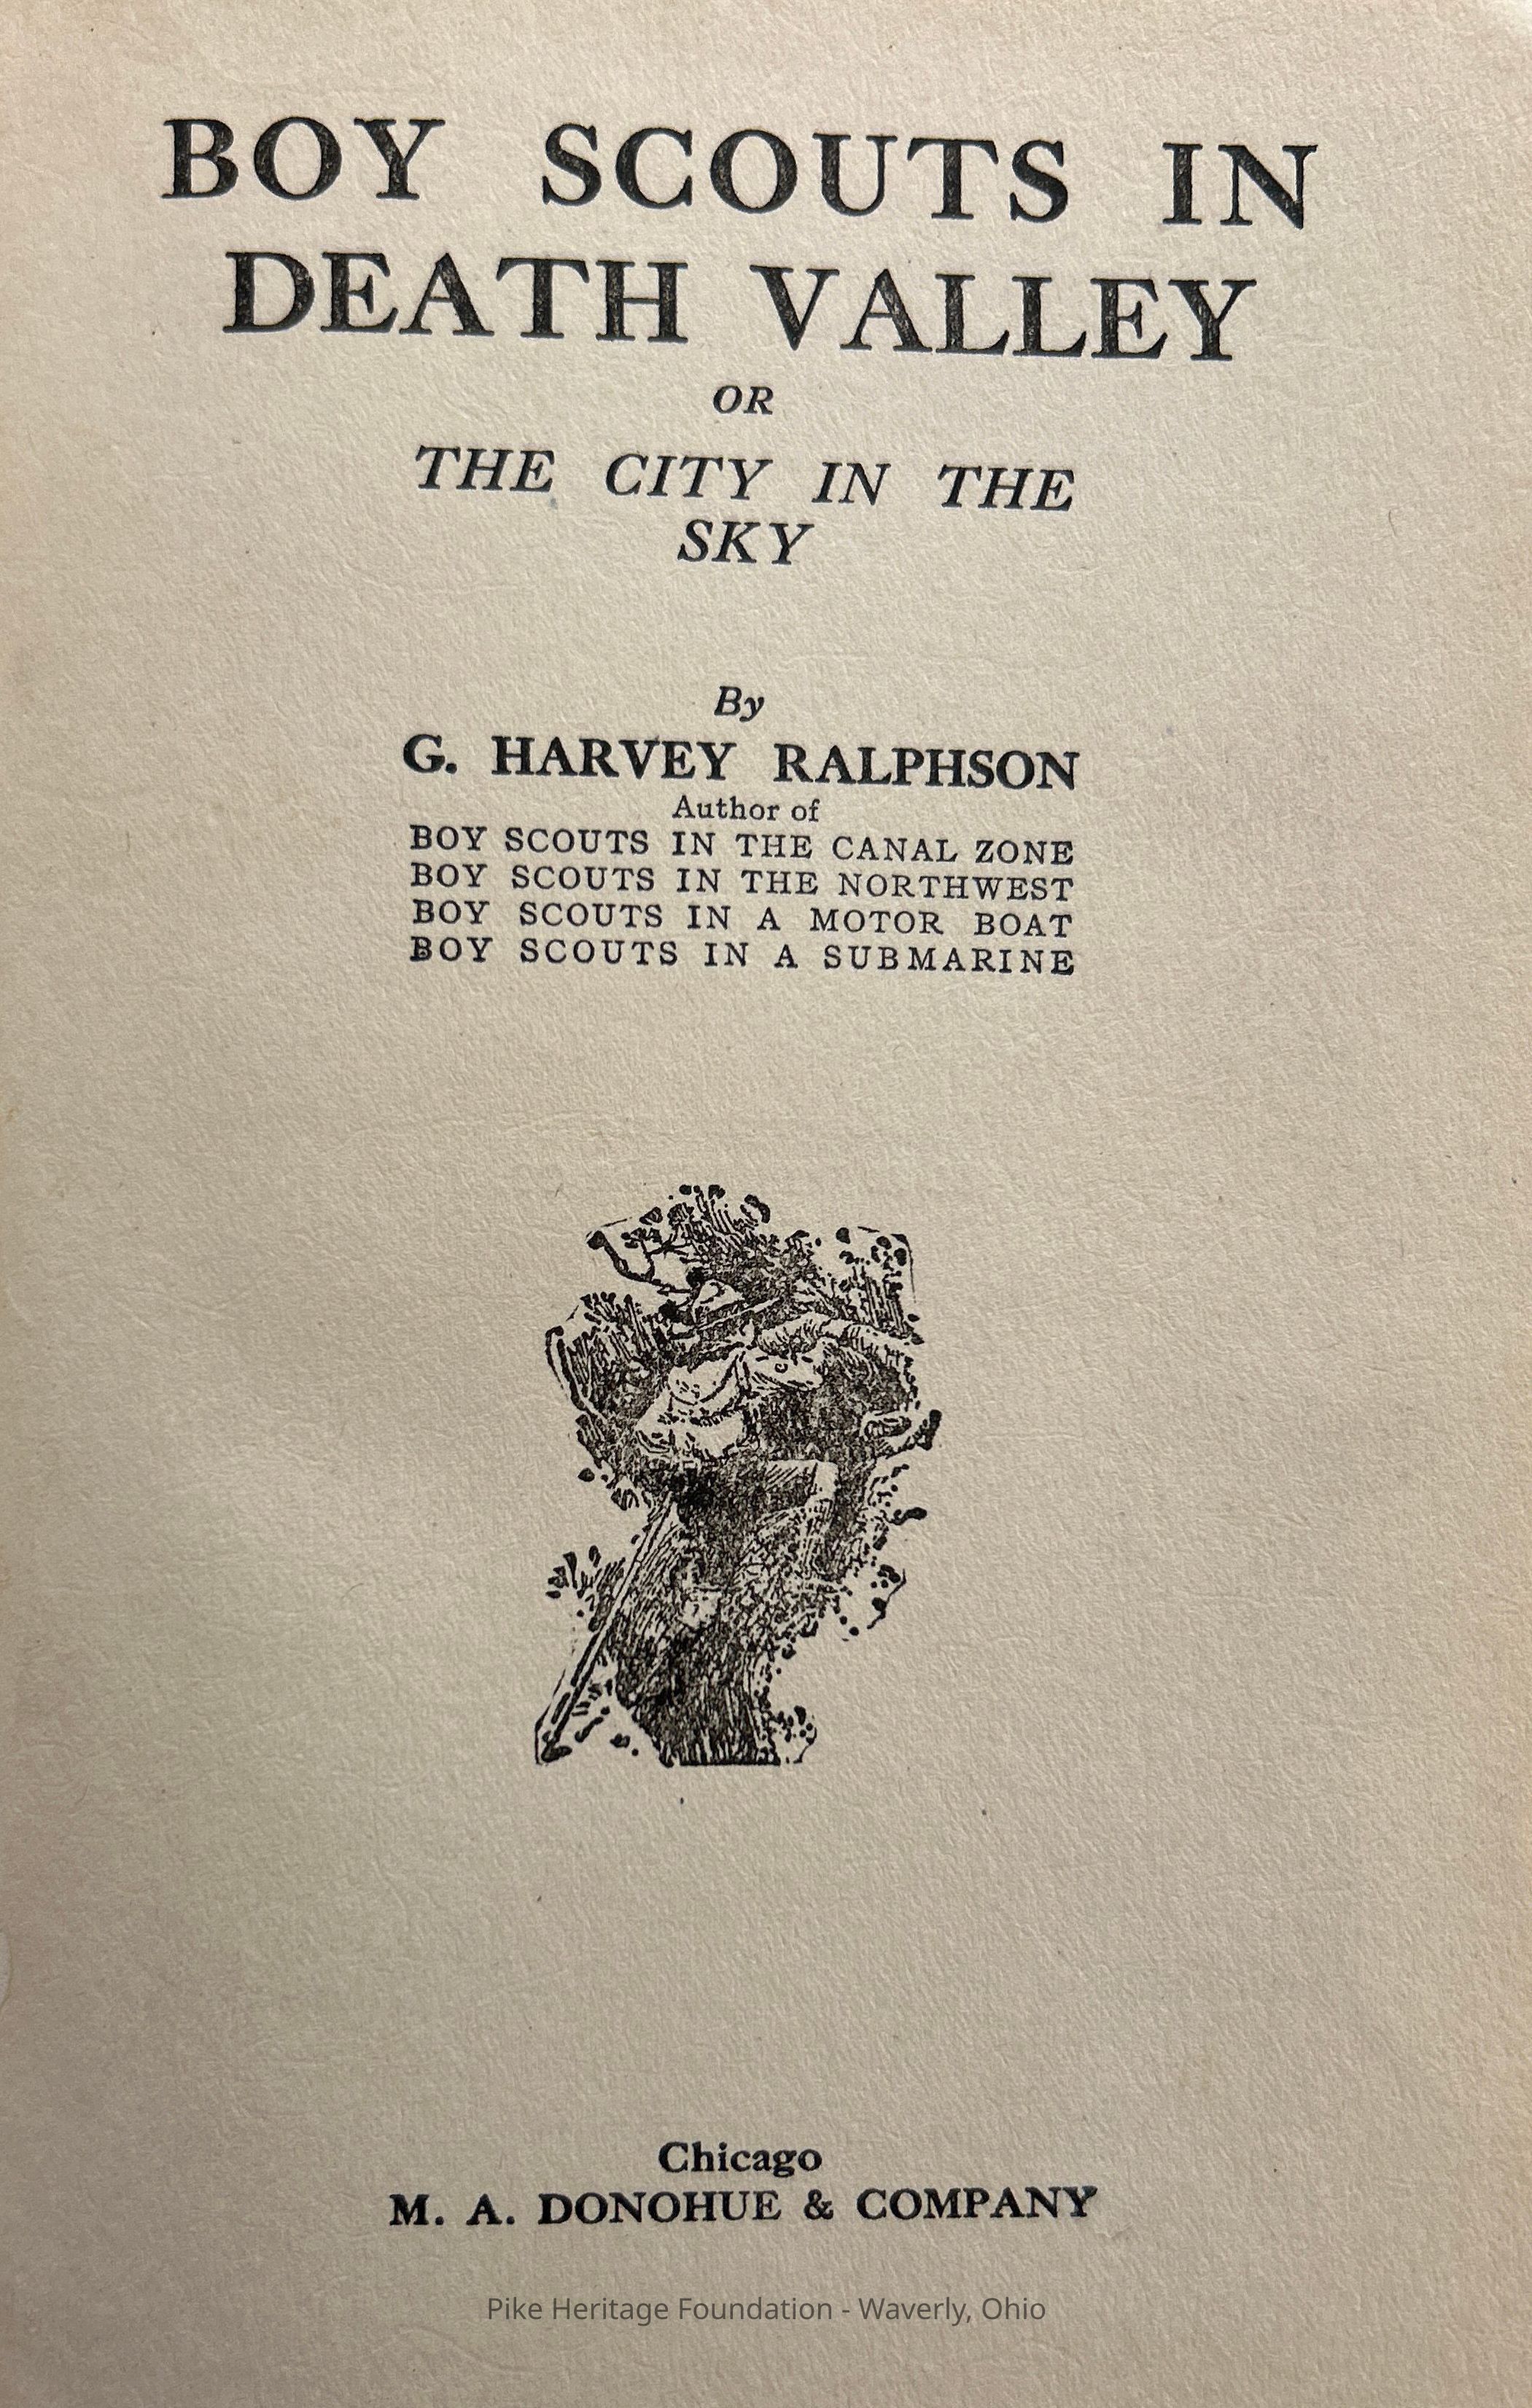 BOY SCOUTS IN
DEATH VALLEY
OR
THE CITY IN THE
SKY
By
G. HARVEY RALPHSON
Author of
BOY SCOUTS IN THE CANAL ZONE
BOY SCOUTS IN THE NORTHWEST
BOY SCOUTS IN A MOTOR BOAT
BOY SCOUTS IN A SUBMARINE
Chicago
M. A. DONOHUE & COMPANY
Pike Heritage Foundation - Waverly, Ohio